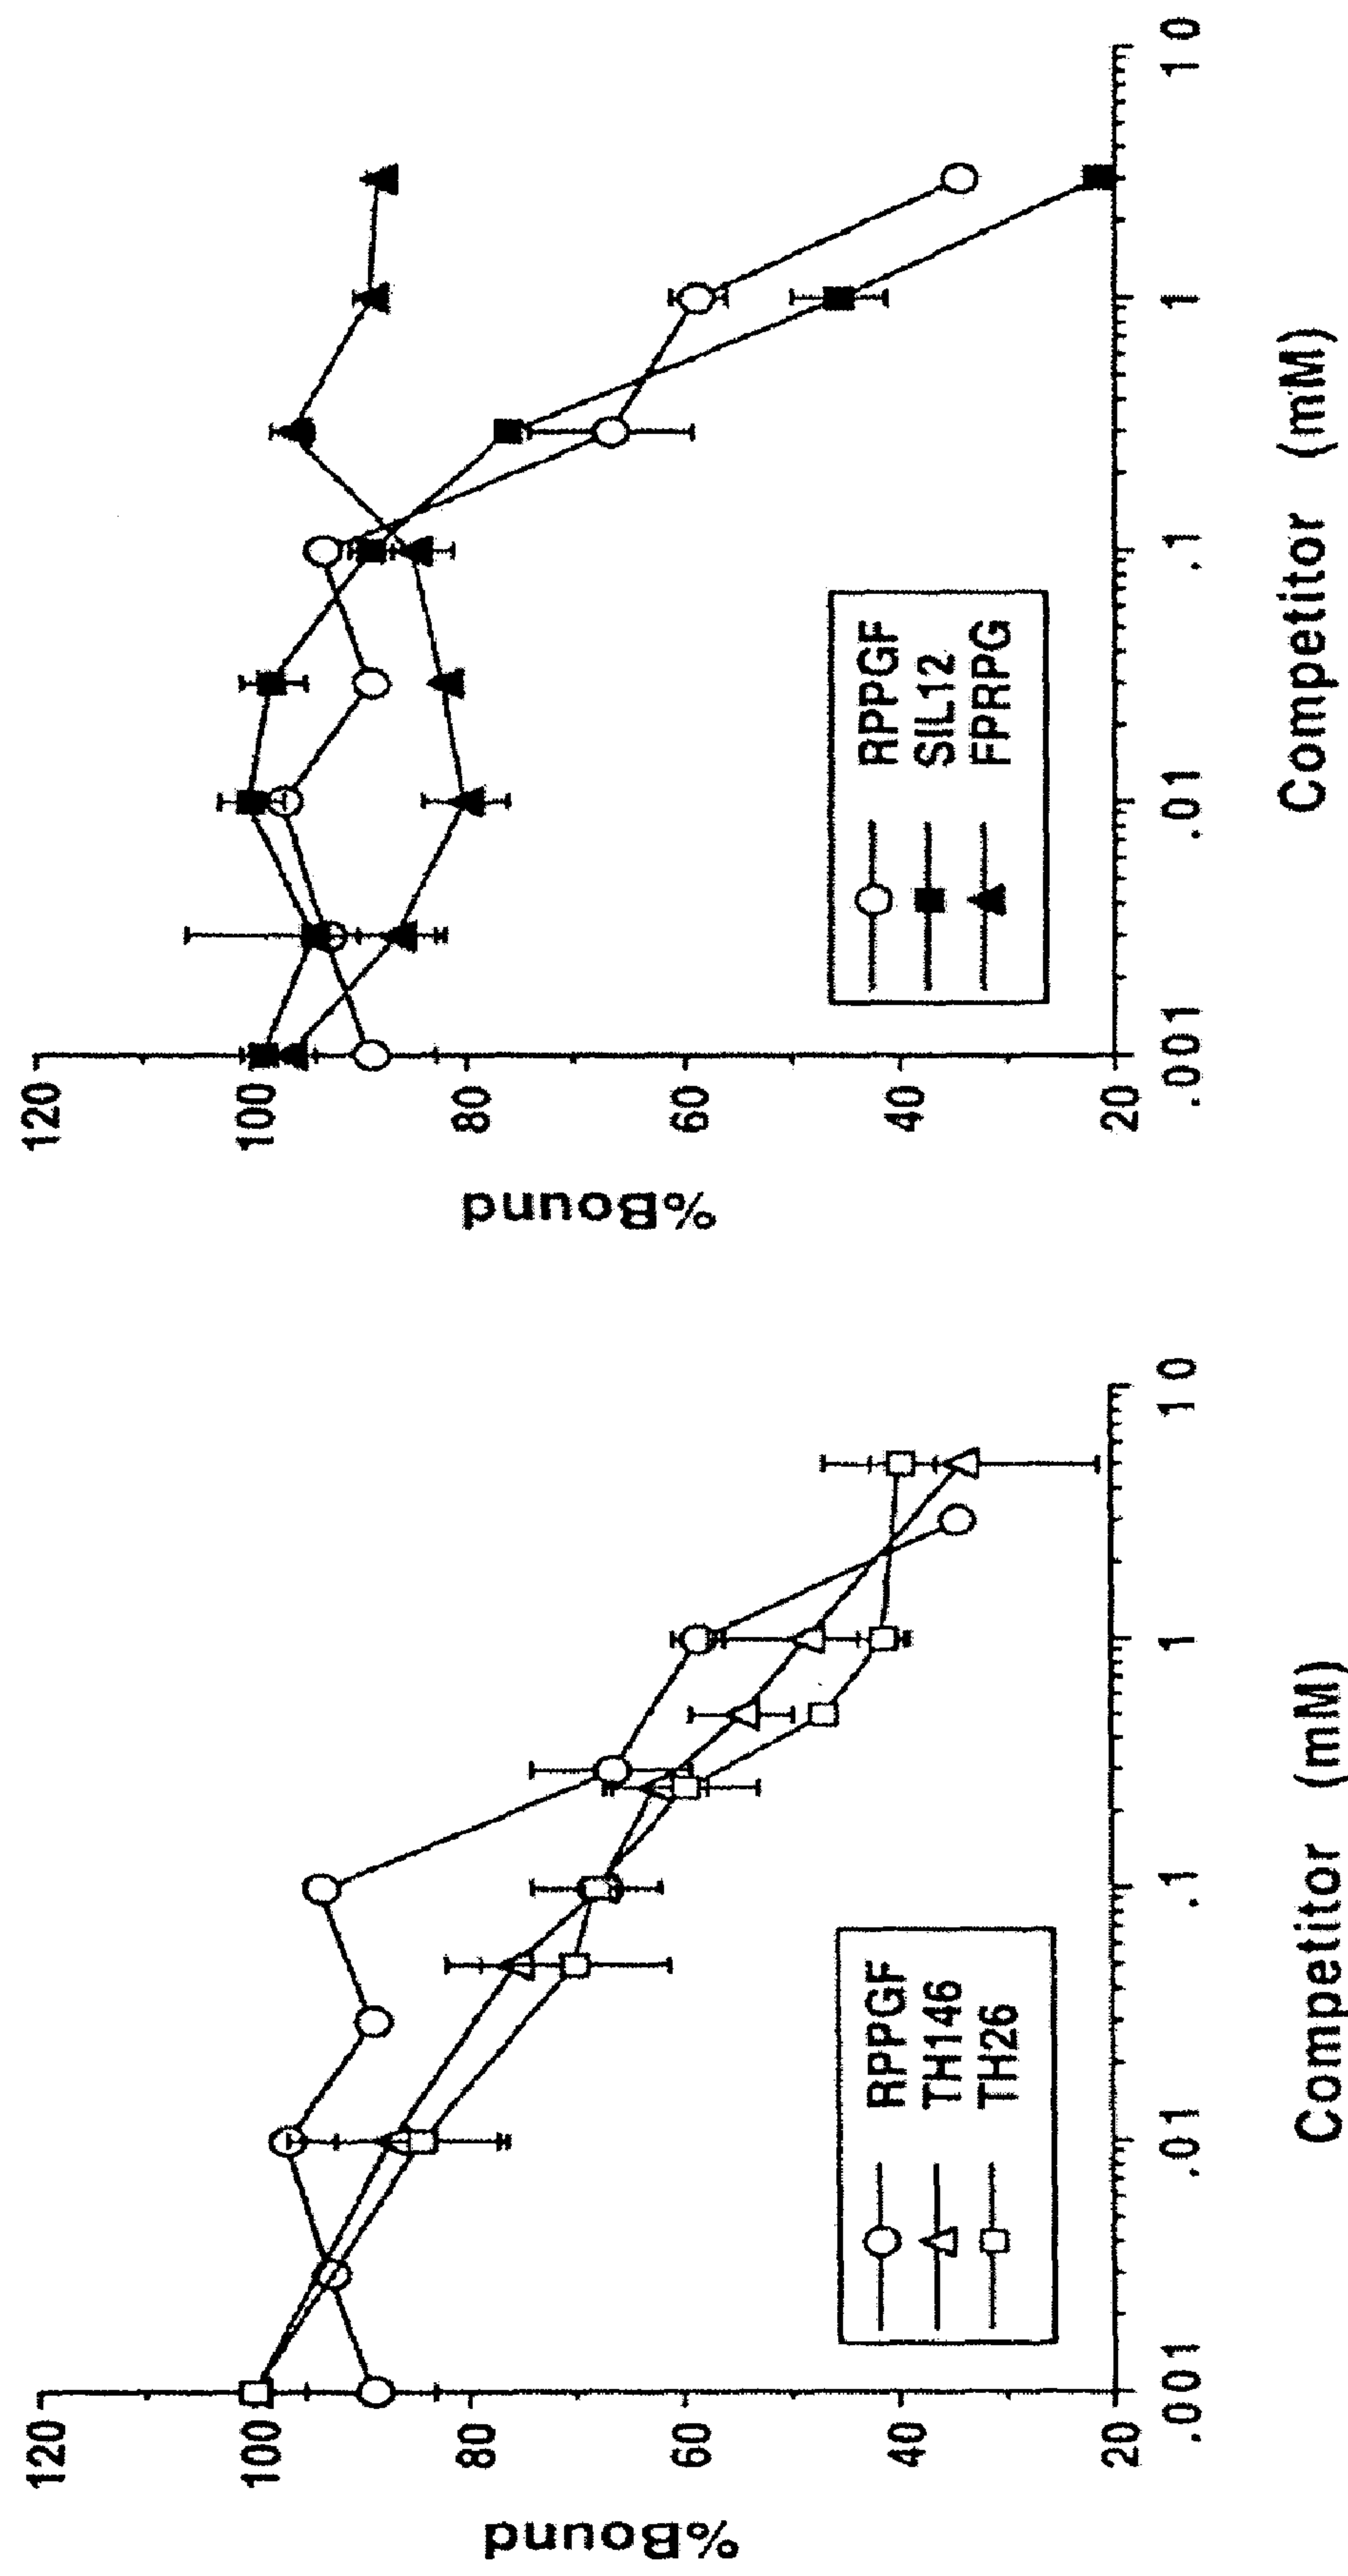 %Bound
120
100
80
60
40
20
.001
.01
.1
1
10
Competitor (mM)
RPPGF
TH146
TH26
%Bound
120
100
80
60
40
20
.001
.01
.1
1
10
Competitor (mM)
RPPGF
SIL12
FPRPG